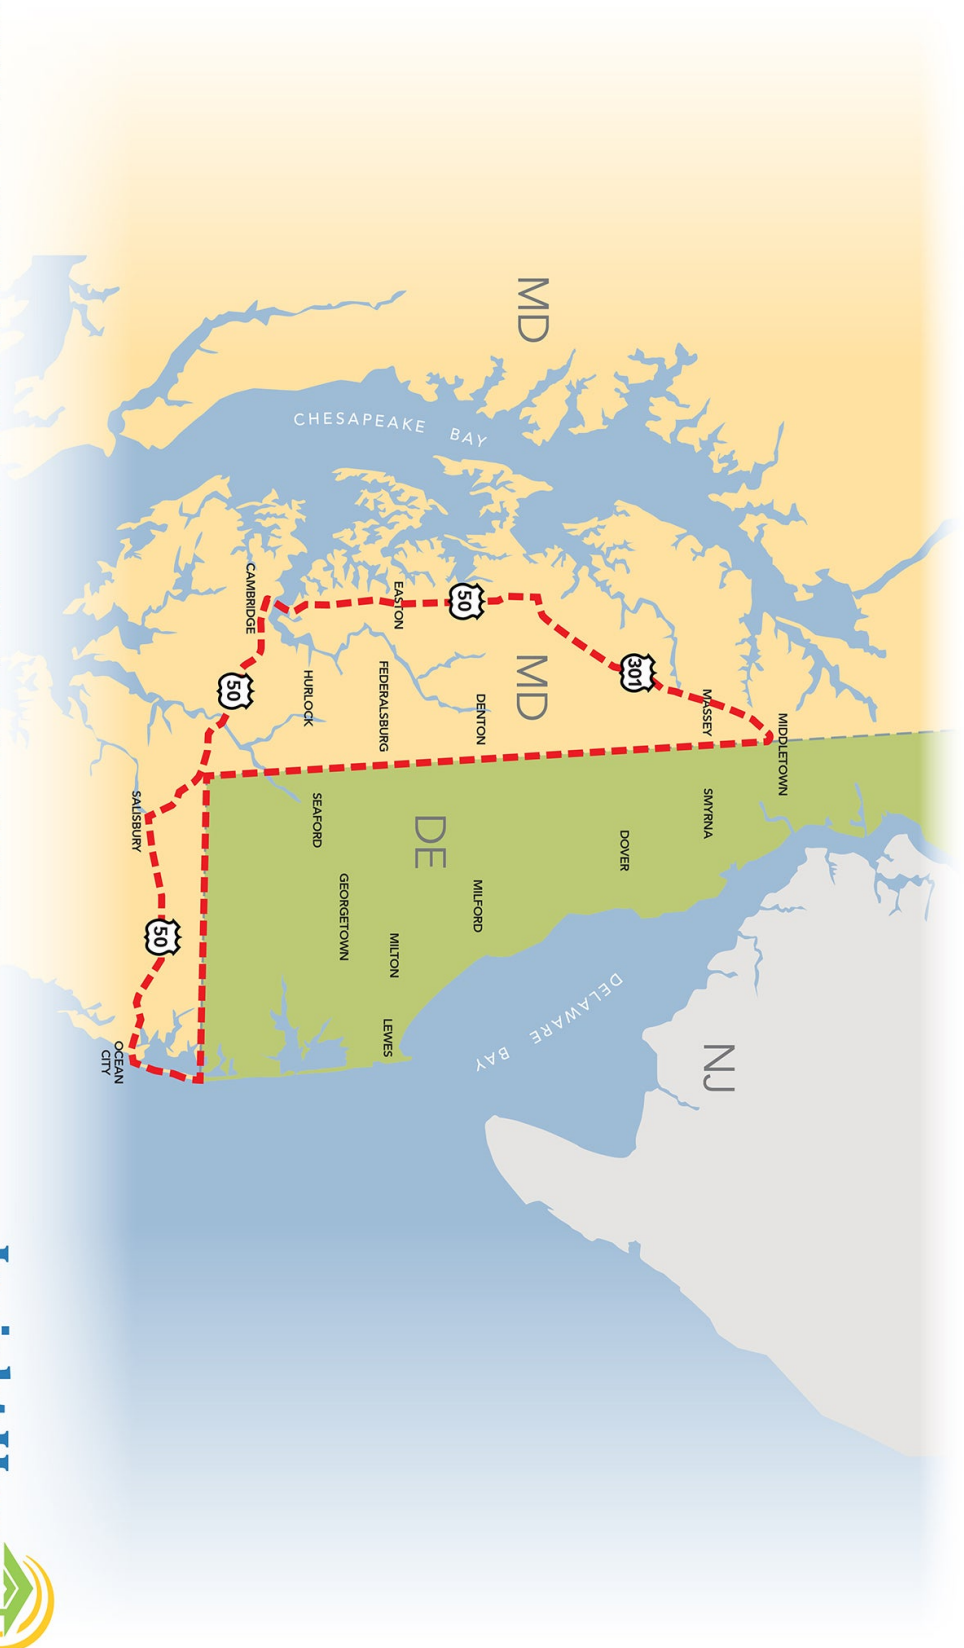 MIDDLETOWN
MASSEY
SMYRNA
NJ
301
DOVER
DELAWARE BAY
MD
MD
DENTON
MILFORD
50
CHESAPEAKE BAY
DE
EASTON
MILTON
LEWES
FEDERALSBURG
GEORGETOWN
HURLOCK
SEAFORD
CAMBRIDGE
50
50
SALISBURY
OCEAN
CITY